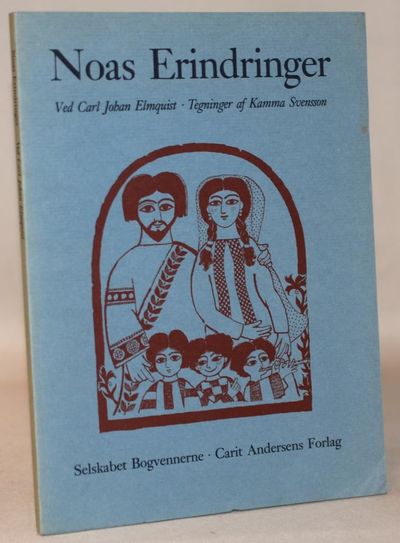 Noas Erindringer
Ved Carl Johan Elmquist · Tegninger af Kamma Svensson
Selskabet Bogvennerne · Carit Andersens Forlag